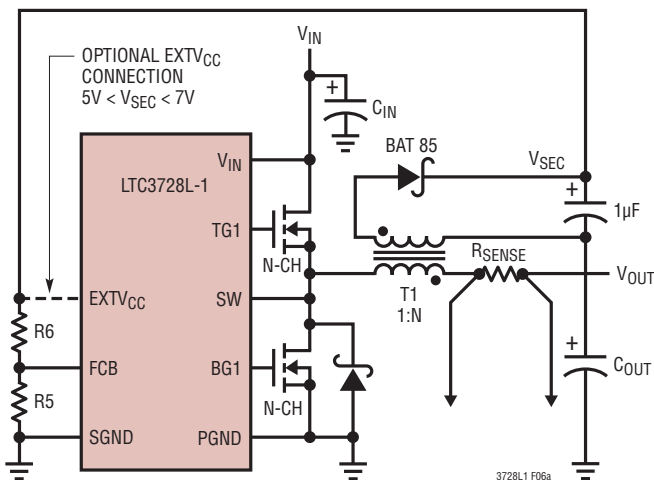 OPTIONAL EXTVCC
CONNECTION
5V < VSEC < 7V
VIN
+
CIN
BAT 85
VSEC
+
1µF
LTC3728L-1
VIN
TG1
N-CH
RSENSE
VOUT
T1
1:N
EXTVCC
SW
R6
FCB
BG1
+
COUT
R5
N-CH
SGND
PGND
3728L1 F06a